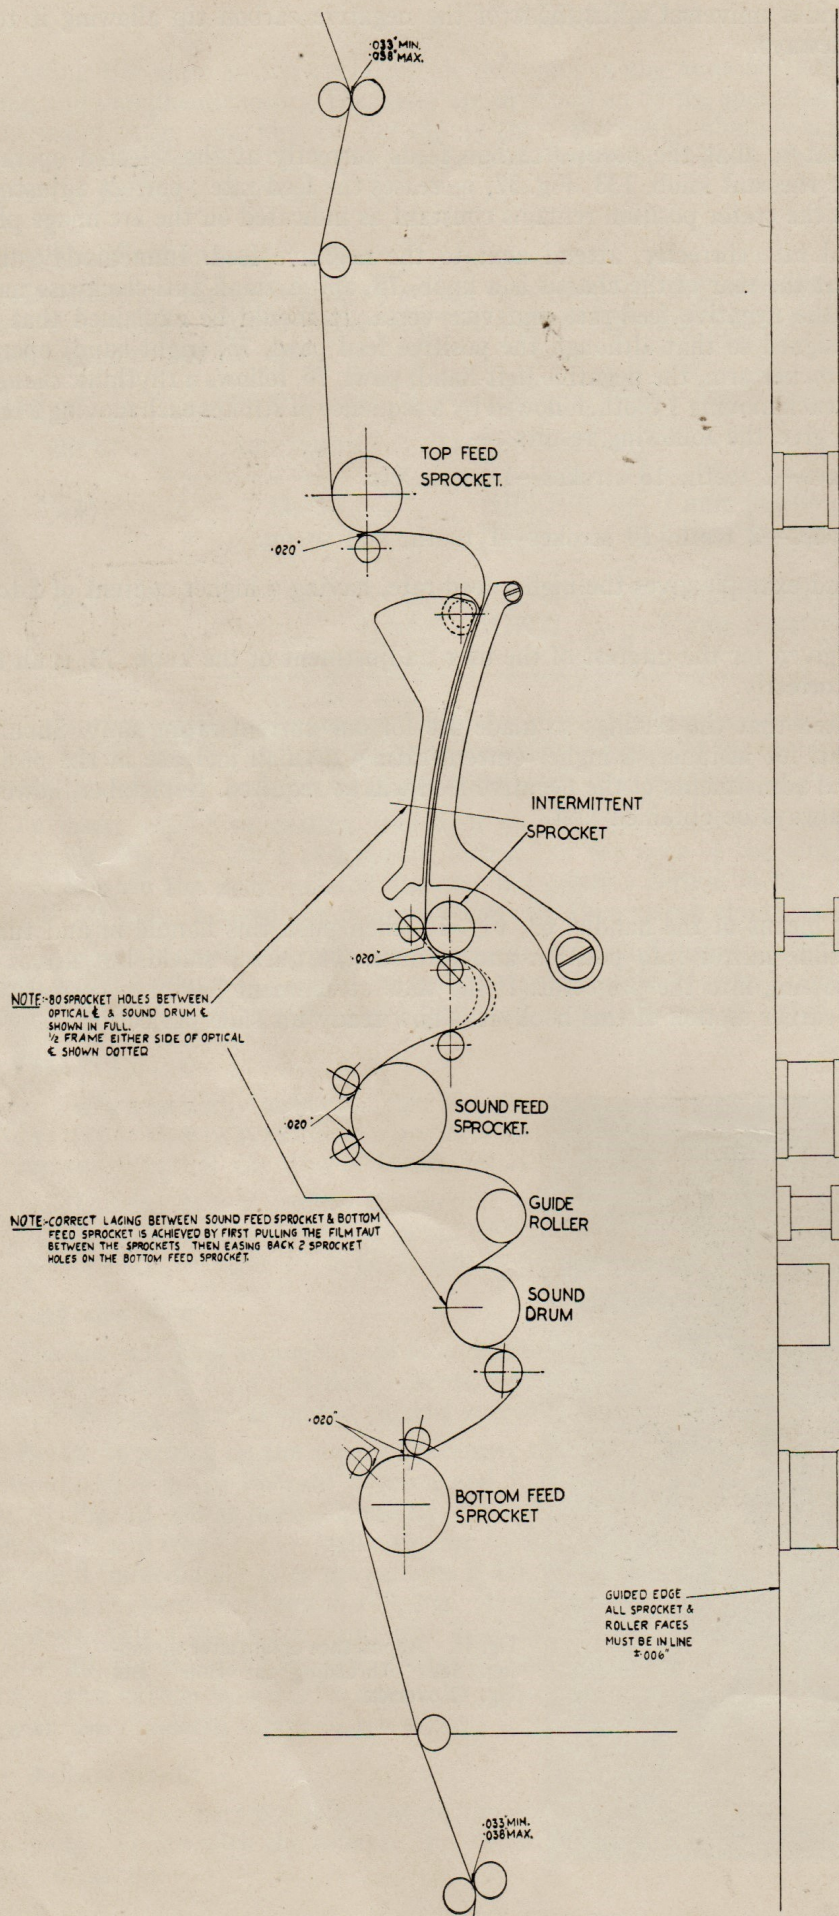 .033" MIN.
.038" MAX.
TOP FEED
SPROCKET.
.020"
INTERMITTENT
SPROCKET
.020"
NOTE:-80 SPROCKET HOLES BETWEEN
OPTICAL ℄ & SOUND DRUM ℄
SHOWN IN FULL.
½ FRAME EITHER SIDE OF OPTICAL
℄ SHOWN DOTTED
.020"
SOUND FEED
SPROCKET.
GUIDE
ROLLER
NOTE:-CORRECT LACING BETWEEN SOUND FEED SPROCKET & BOTTOM
FEED SPROCKET IS ACHIEVED BY FIRST PULLING THE FILM TAUT
BETWEEN THE SPROCKETS THEN EASING BACK 2 SPROCKET
HOLES ON THE BOTTOM FEED SPROCKET.
SOUND
DRUM
.020"
BOTTOM FEED
SPROCKET
GUIDED EDGE
ALL SPROCKET &
ROLLER FACES
MUST BE IN LINE
±.006"
.033" MIN.
.038" MAX.